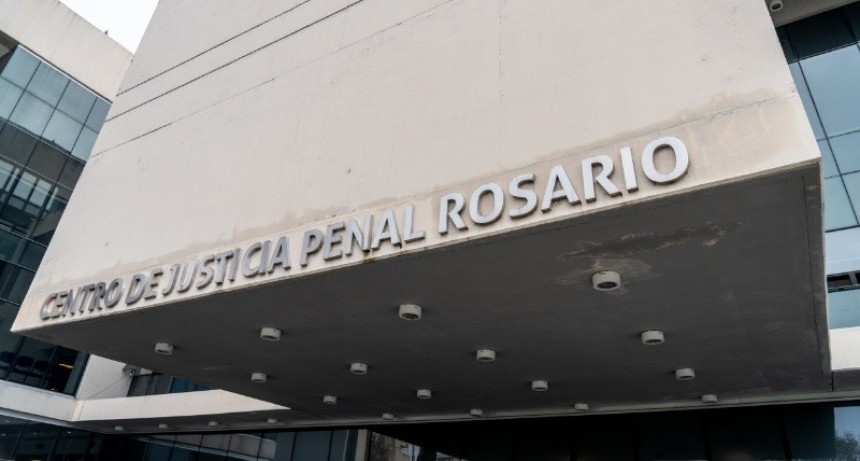 CENTRO DE JUSTICIA PENAL ROSARIO